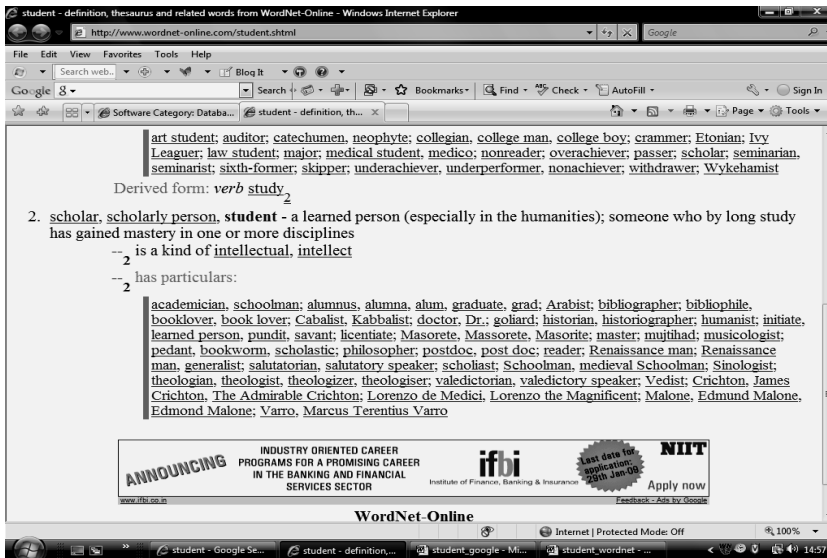 student - definition, thesaurus and related words from WordNet-Online - Windows Internet Explorer
http://www.wordnet-online.com/student.shtml
Google
File Edit View Favorites Tools Help
Search web... Blog It
Google Search Bookmarks Find Check AutoFill Sign In
Software Category: Databa... student - definition, th... Page Tools
art student; auditor; catechumen, neophyte; collegian, college man, college boy; crammer; Etonian; Ivy
Leaguer; law student; major; medical student, medico; nonreader; overachiever; passer; scholar; seminarian,
seminarist; sixth-former; skipper; underachiever, underperformer, nonachiever; withdrawer; Wykehamist
Derived form: verb study2
2. scholar, scholarly person, student - a learned person (especially in the humanities); someone who by long study
has gained mastery in one or more disciplines
--2 is a kind of intellectual, intellect
--2 has particulars:
academician, schoolman; alumnus, alumna, alum, graduate, grad; Arabist; bibliographer; bibliophile,
booklover, book lover; Cabalist, Kabbalist; doctor, Dr.; goliard; historian, historiographer; humanist; initiate,
learned person, pundit, savant; licentiate; Masorete, Massorete, Masorite; master; mujtihad; musicologist;
pedant, bookworm, scholastic; philosopher; postdoc, post doc; reader; Renaissance man; Renaissance
man, generalist; salutatorian, salutatory speaker; scholiast; Schoolman, medieval Schoolman; Sinologist;
theologian, theologist, theologizer, theologiser; valedictorian, valedictory speaker; Vedist; Crichton, James
Crichton, The Admirable Crichton; Lorenzo de Medici, Lorenzo the Magnificent; Malone, Edmund Malone,
Edmond Malone; Varro, Marcus Terentius Varro
ANNOUNCING
INDUSTRY ORIENTED CAREER
PROGRAMS FOR A PROMISING CAREER
IN THE BANKING AND FINANCIAL
SERVICES SECTOR
ifbi
Institute of Finance, Banking & Insurance
Last date for
application:
29th Jan-09
NIIT
Apply now
www.ifbi.co.in
Feedback - Ads by Google
WordNet-Online
Internet | Protected Mode: Off 100%
student - Google Se... student - definition,... student_google - Mi... student_wordnet - ... 14:57